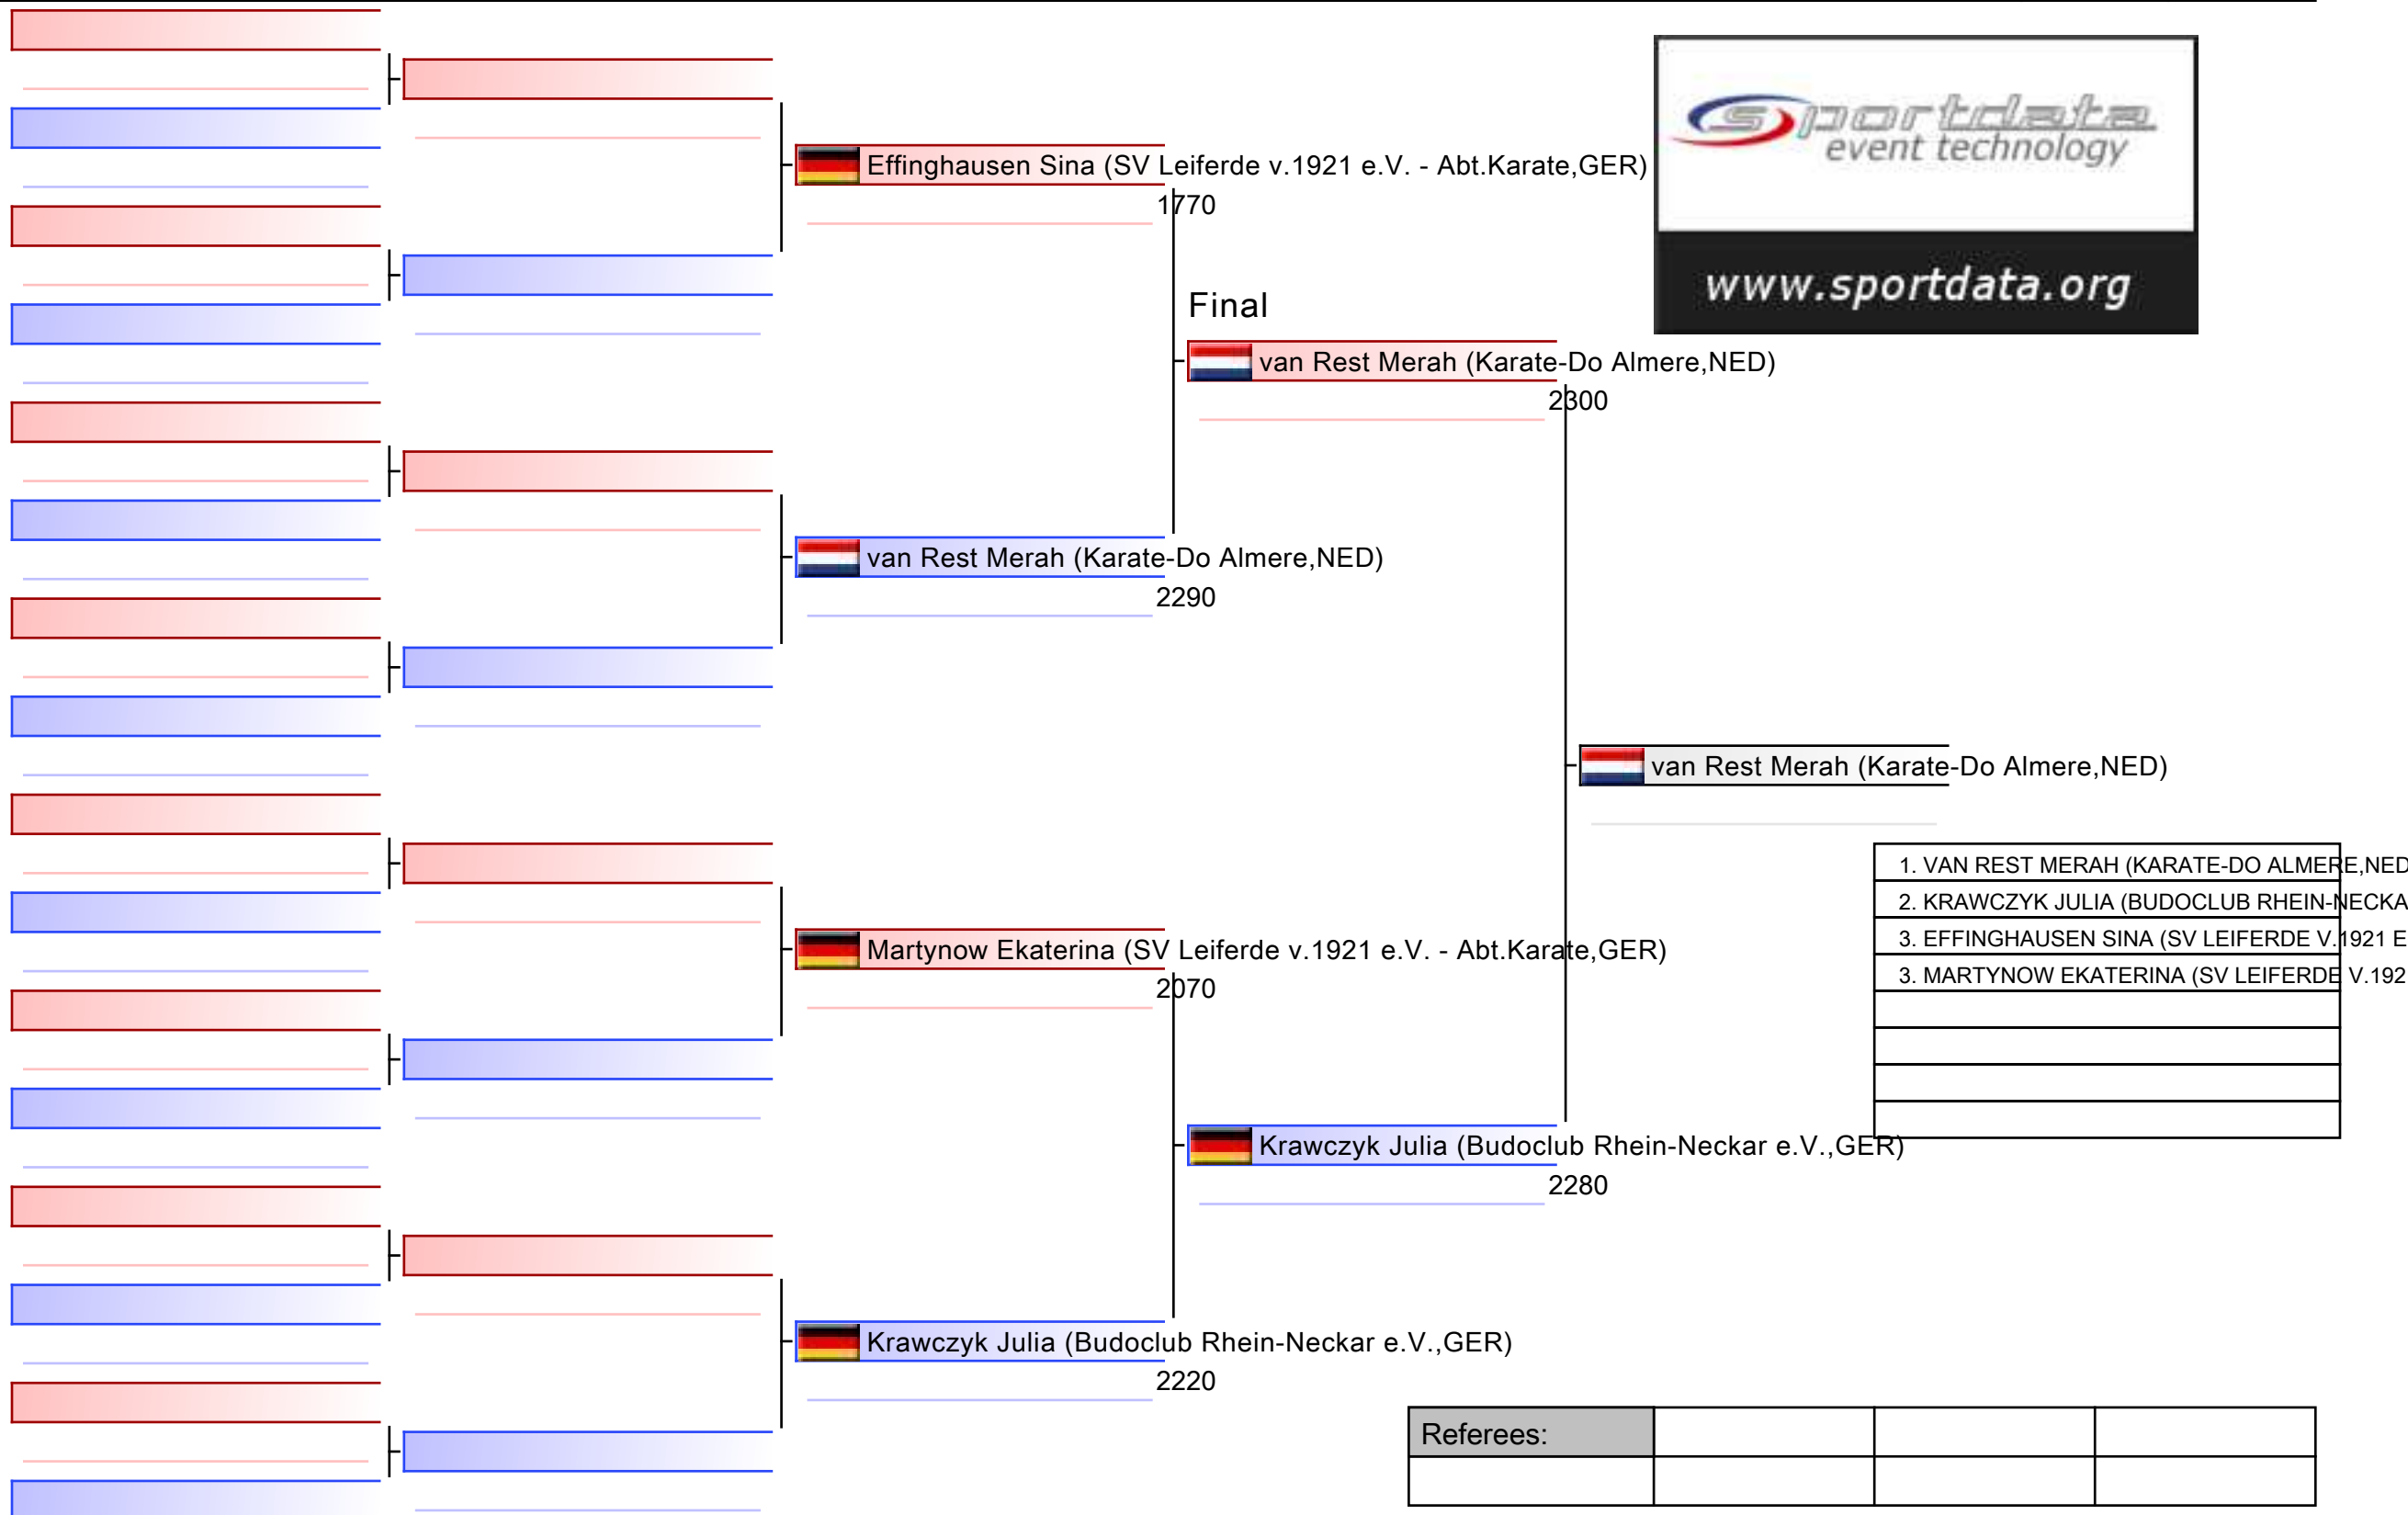 sportdata
event technology
www.sportdata.org
Effinghausen Sina (SV Leiferde v.1921 e.V. - Abt.Karate,GER)
1770
Final
van Rest Merah (Karate-Do Almere,NED)
2300
van Rest Merah (Karate-Do Almere,NED)
2290
van Rest Merah (Karate-Do Almere,NED)
1. VAN REST MERAH (KARATE-DO ALMERE,NED
2. KRAWCZYK JULIA (BUDOCLUB RHEIN-NECKA
3. EFFINGHAUSEN SINA (SV LEIFERDE V.1921 E
3. MARTYNOW EKATERINA (SV LEIFERDE V.192
Martynow Ekaterina (SV Leiferde v.1921 e.V. - Abt.Karate,GER)
2070
Krawczyk Julia (Budoclub Rhein-Neckar e.V.,GER)
2280
Krawczyk Julia (Budoclub Rhein-Neckar e.V.,GER)
2220
Referees: